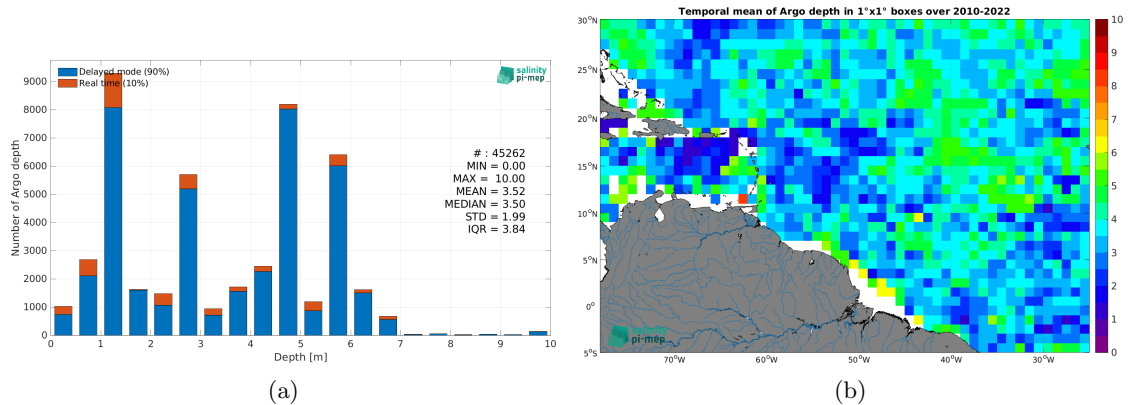 Delayed mode (90%)
Real time (10%)
salinity
pi-mep
Number of Argo depth
9000
8000
7000
6000
5000
4000
3000
2000
1000
0
# : 45262
MIN = 0.00
MAX = 10.00
MEAN = 3.52
MEDIAN = 3.50
STD = 1.99
IQR = 3.84
0 1 2 3 4 5 6 7 8 9 10
Depth [m]
(a)
Temporal mean of Argo depth in 1°x1° boxes over 2010-2022
30°N
25°N
20°N
15°N
10°N
5°N
0°
5°S
70°W 60°W 50°W 40°W 30°W
salinity
pi-mep
10
9
8
7
6
5
4
3
2
1
0
(b)